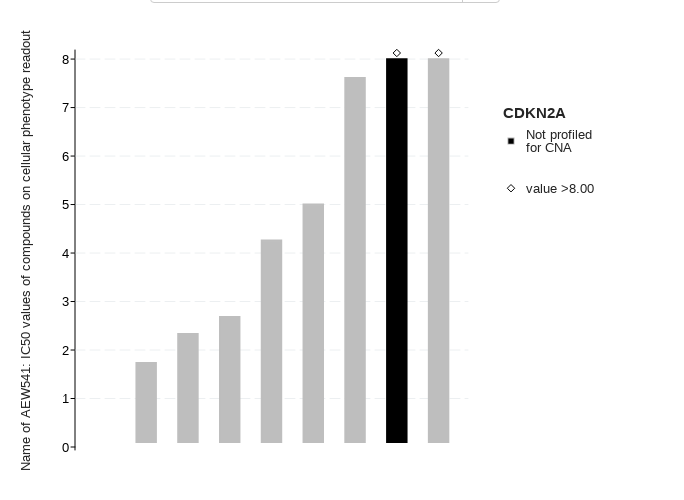 Name of AEW541: IC50 values of compounds on cellular phenotype readout
8
7
6
5
4
3
2
1
0
CDKN2A
Not profiled
for CNA
value >8.00